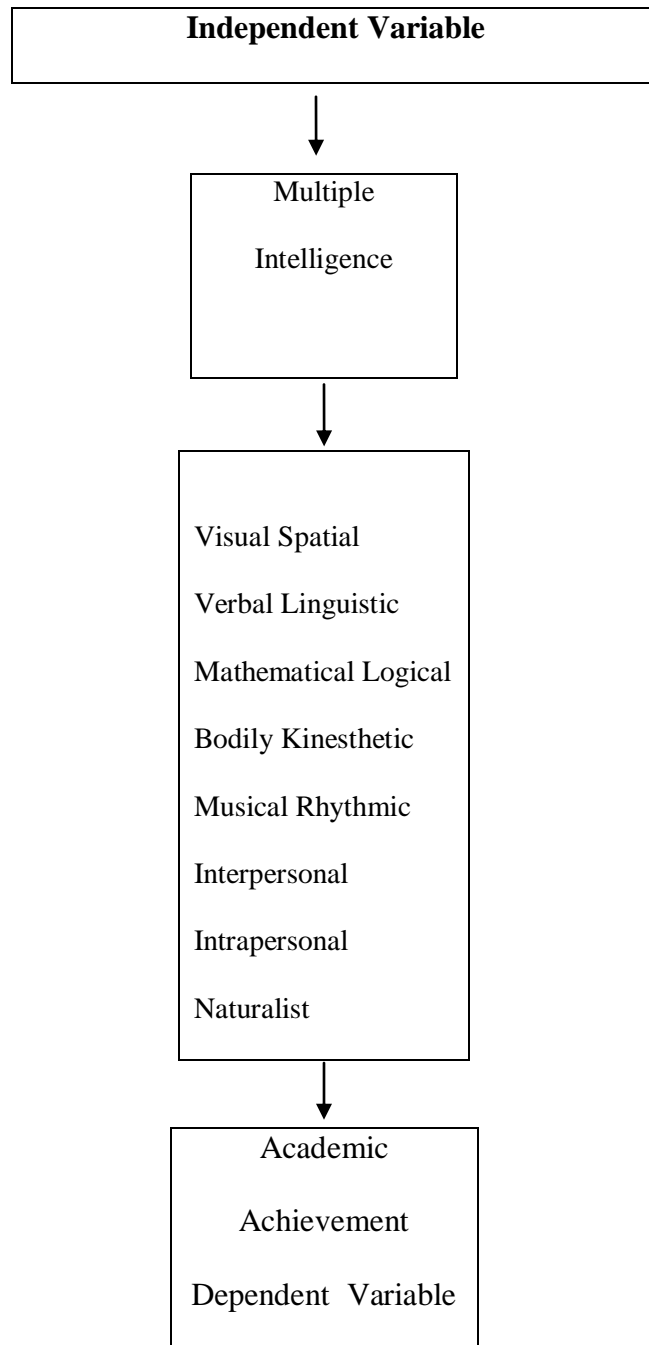 Independent Variable
Multiple
Intelligence
Visual Spatial
Verbal Linguistic
Mathematical Logical
Bodily Kinesthetic
Musical Rhythmic
Interpersonal
Intrapersonal
Naturalist
Academic
Achievement
Dependent Variable